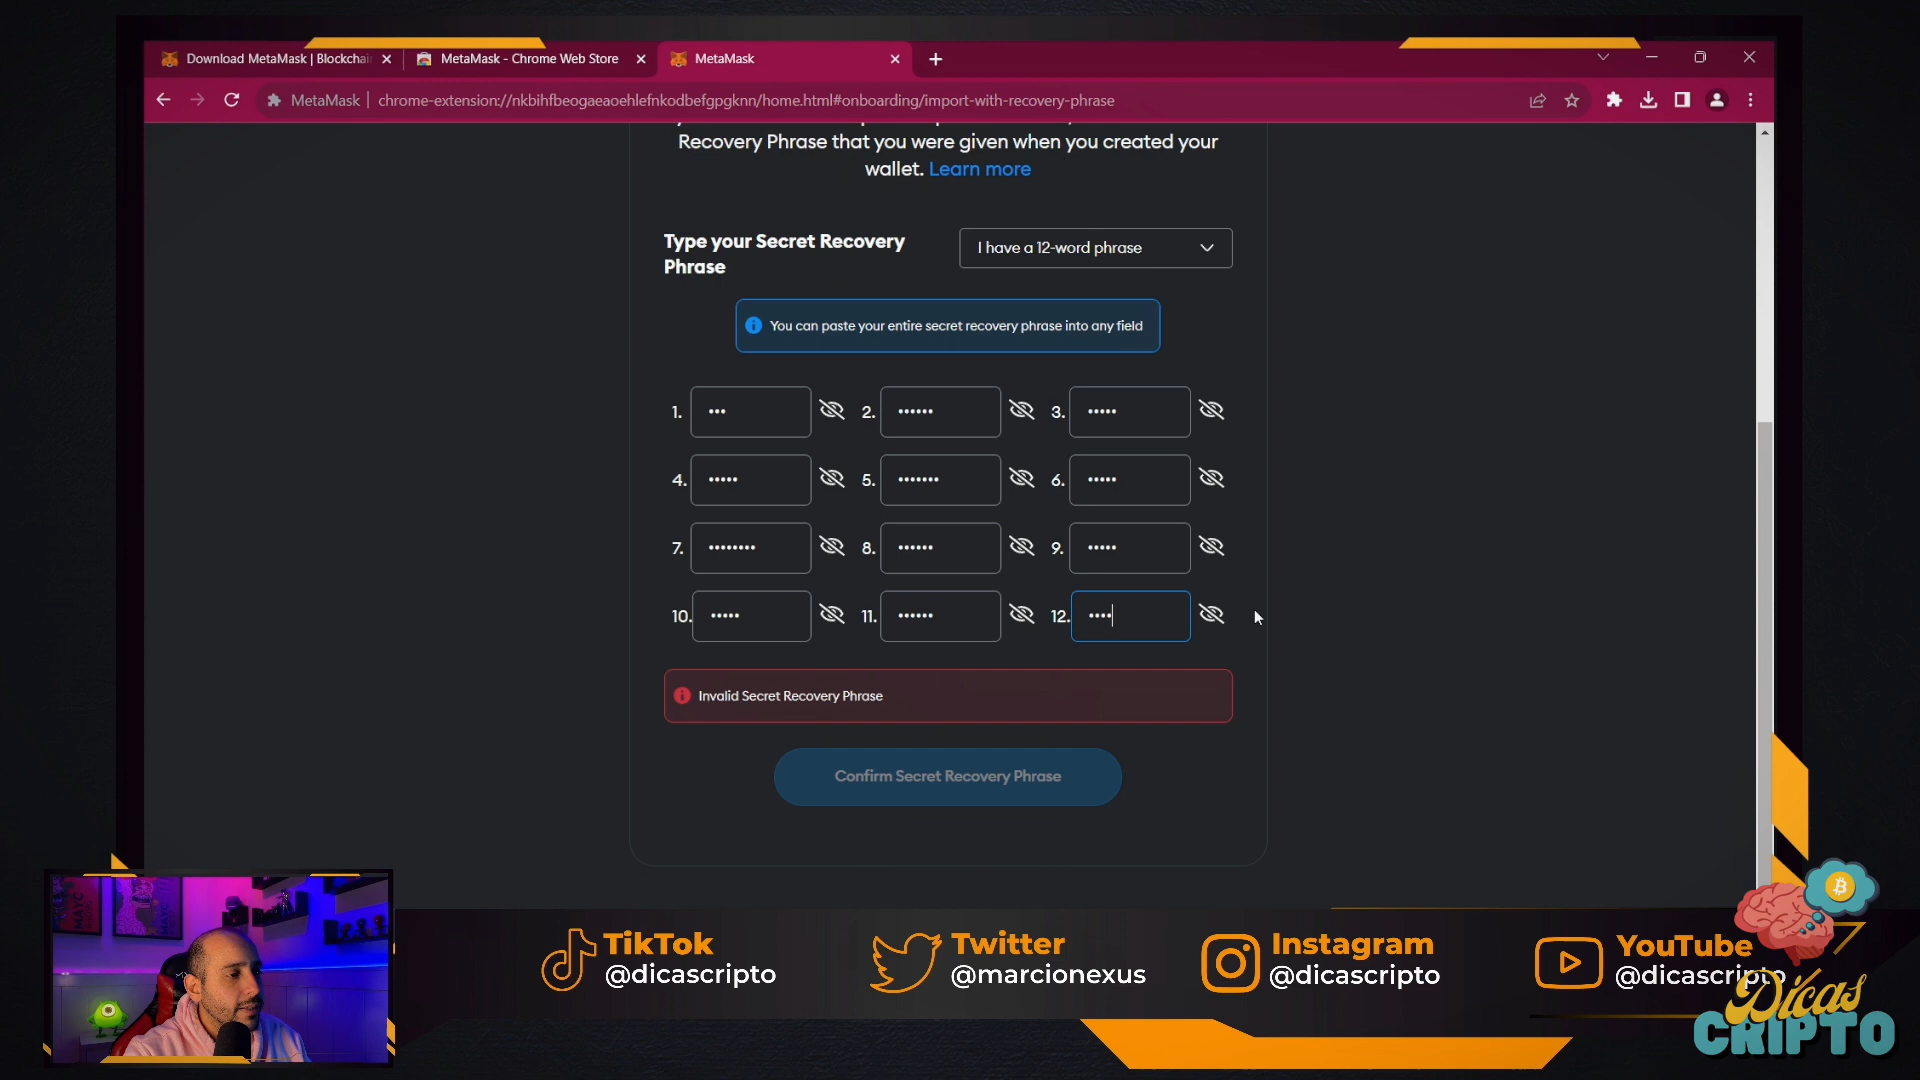 Download MetaMask | Blockchai
MetaMask - Chrome Web Store
MetaMask
MetaMask | chrome-extension://nkbihfbeogaeaoehlefnkodbefgpgknn/home.html#onboarding/import-with-recovery-phrase
Recovery Phrase that you were given when you created your
wallet. Learn more
Type your Secret Recovery
Phrase
I have a 12-word phrase
You can paste your entire secret recovery phrase into any field
1. ••• 2. •••••• 3. •••••
4. ••••• 5. ••••••• 6. •••••
7. •••••••• 8. •••••• 9. •••••
10. ••••• 11. •••••• 12. ••••
Invalid Secret Recovery Phrase
Confirm Secret Recovery Phrase
MAYC
TikTok
@dicascripto
Twitter
@marcionexus
Instagram
@dicascripto
YouTube
@dicascripto
Dicas
CRIPTO